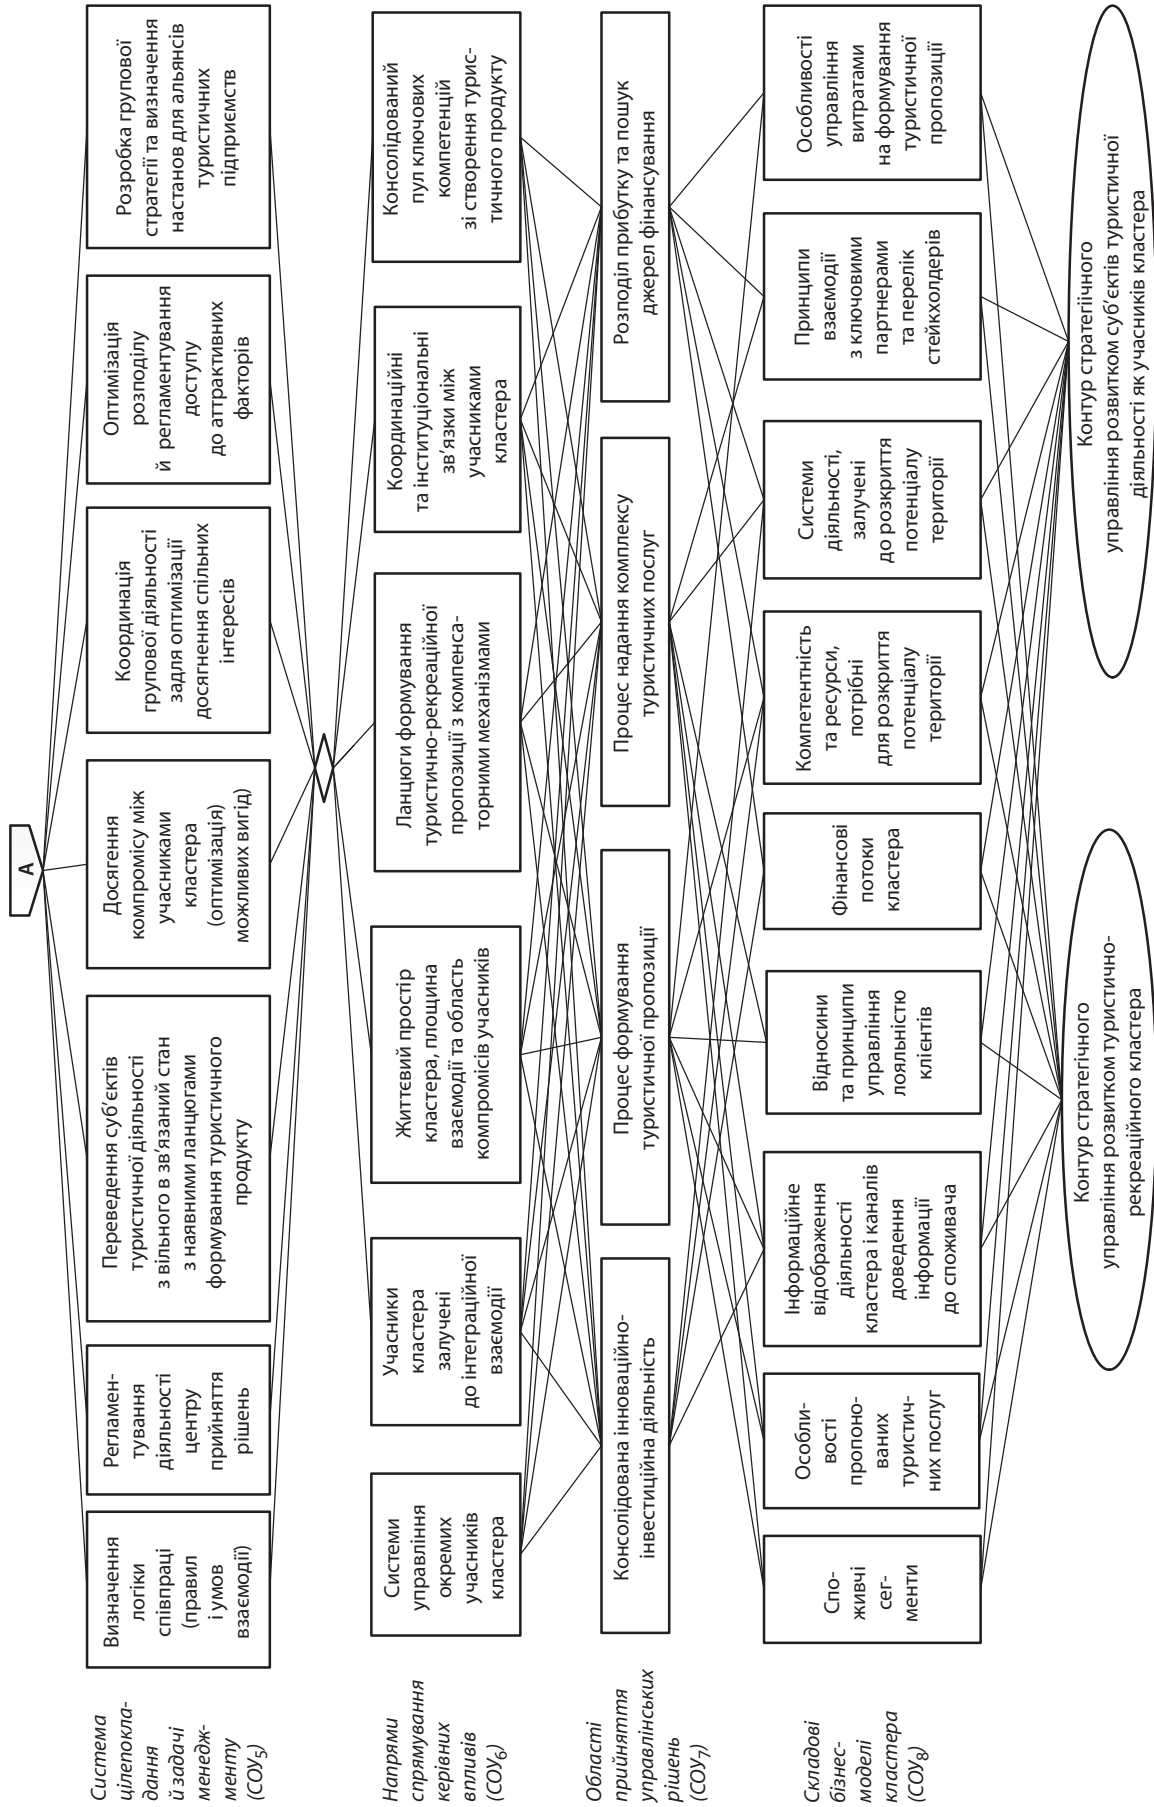 А
Система
цілепокла-
дання
й задачі
менедж-
менту
(СОУ5)
Визначення
логіки
співпраці
(правил
і умов
взаємодії)
Регламен-
тування
діяльності
центру
прийняття
рішень
Переведення суб’єктів
туристичної діяльності
з вільного в зв’язаний стан
з наявними ланцюгами
формування туристичного
продукту
Досягення
компромісу між
учасниками
кластера
(оптимізація)
можливих вигід)
Координація
групової діяльності
задля оптимізації
досягнення спільних
інтересів
Оптимізація
розподілу
й регламентування
доступу
до аттрактивних
факторів
Розробка групової
стратегії та визначення
настанов для альянсів
туристичних
підприємств
Напрями
спрямування
керівних
впливів
(СОУ6)
Системи
управління
окремих
учасників
кластера
Учасники
кластера
залучені
до інтеграційної
взаємодії
Життєвий простір
кластера, площина
взаємодії та область
компромісів учасників
Ланцюги формування
туристично-рекреаційної
пропозиції з компенса-
торними механізмами
Координаційні
та інституціональні
зв’язки між
учасниками
кластера
Консолідований
пул ключових
компетенцій
зі створення турис-
тичного продукту
Області
прийняття
управлінських
рішень
(СОУ7)
Консолідована інноваційно-
інвестиційна діяльність
Процес формування
туристичної пропозиції
Процес надання комплексу
туристичних послуг
Розподіл прибутку та пошук
джерел фінансування
Складові
бізнес-
моделі
кластера
(СОУ8)
Спо-
живчі
сег-
менти
Особли-
вості
пропоно-
ваних
туристич-
них послуг
Інформаційне
відображення
діяльності
кластера і каналів
доведення
інформації
до споживача
Відносини
та принципи
управління
лояльністю
клієнтів
Фінансові
потоки
кластера
Компетентність
та ресурси,
потрібні
для розкриття
потенціалу
території
Системи
діяльності,
залучені
до розкриття
потенціалу
території
Принципи
взаємодії
з ключовими
партнерами
та перелік
стейкхолдерів
Особливості
управління
витратами
на формування
туристичної
пропозиції
Контур стратегічного
управління розвитком туристично-
рекреаційного кластера
Контур стратегіічного
управління розвитком суб’єктів туристичної
діяльності як учасників кластера